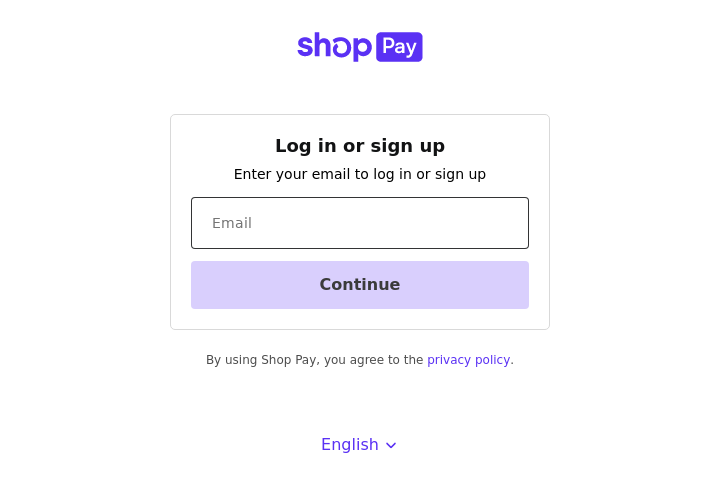 shop Pay
Log in or sign up
Enter your email to log in or sign up
Email
Continue
By using Shop Pay, you agree to the privacy policy.
English